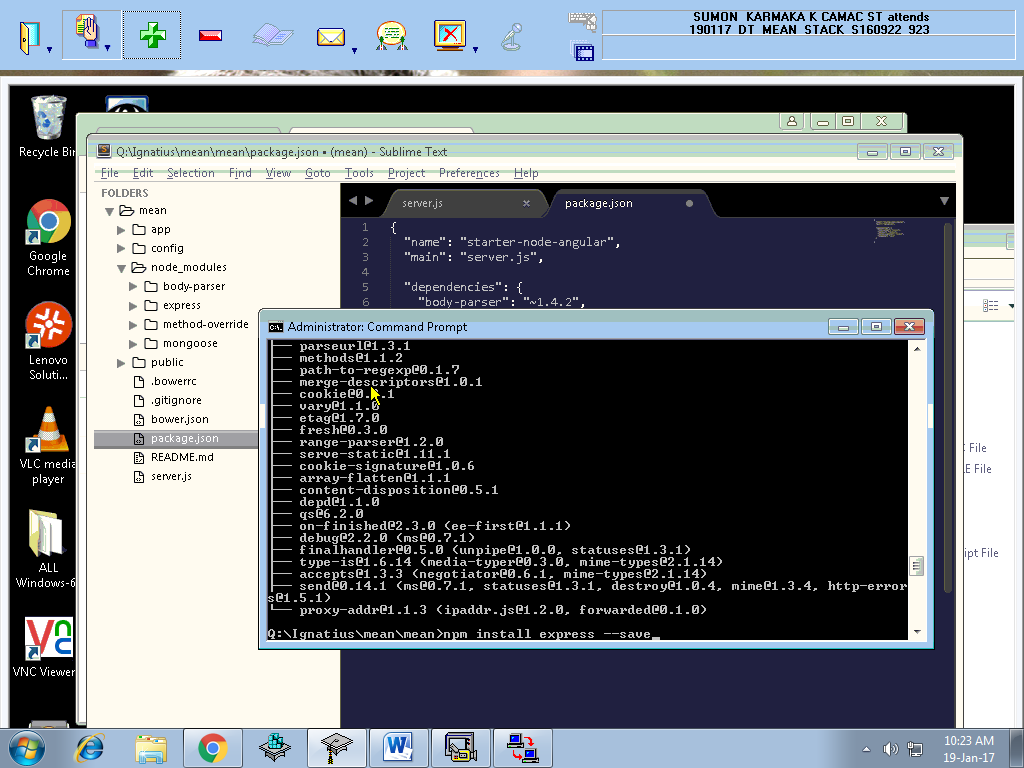 SUMON KARMAKA K CAMAC ST attends
190117_DT_MEAN_STACK_S160922_923
Recycle Bin
Google
Chrome
Lenovo
Soluti...
VLC media
player
ALL
Windows-6
VNC Viewer
Q:\Ignatius\mean\mean\package.json • (mean) - Sublime Text
File Edit Selection Find View Goto Tools Project Preferences Help
FOLDERS
mean
app
config
node_modules
body-parser
express
method-override
mongoose
public
.bowerrc
.gitignore
bower.json
package.json
README.md
server.js
server.js
package.json
1 {
2 "name": "starter-node-angular",
3 "main": "server.js",
4
5 "dependencies": {
6 "body-parser": "~1.4.2",
Administrator: Command Prompt
├── parseurl@1.3.1
├── methods@1.1.2
├── path-to-regexp@0.1.7
├── merge-descriptors@1.0.1
├── vary@1.1.0
├── etag@1.7.0
├── fresh@0.3.0
├── range-parser@1.2.0
├── serve-static@1.11.1
├── cookie-signature@1.0.6
├── array-flatten@1.1.1
├── content-disposition@0.5.1
├── depd@1.1.0
├── qs@6.2.0
├── on-finished@2.3.0 (ee-first@1.1.1)
├── debug@2.2.0 (ms@0.7.1)
├── finalhandler@0.5.0 (unpipe@1.0.0, statuses@1.3.1)
├── type-is@1.6.14 (media-typer@0.3.0, mime-types@2.1.14)
├── accepts@1.3.3 (negotiator@0.6.1, mime-types@2.1.14)
├── send@0.14.1 (ms@0.7.1, statuses@1.3.1, destroy@1.0.4, mime@1.3.4, http-error
s@1.5.1)
└── proxy-addr@1.1.3 (ipaddr.js@1.2.0, forwarded@0.1.0)
Q:\Ignatius\mean\mean>npm install express --save_
File
E File
ipt File
10:23 AM
19-Jan-17